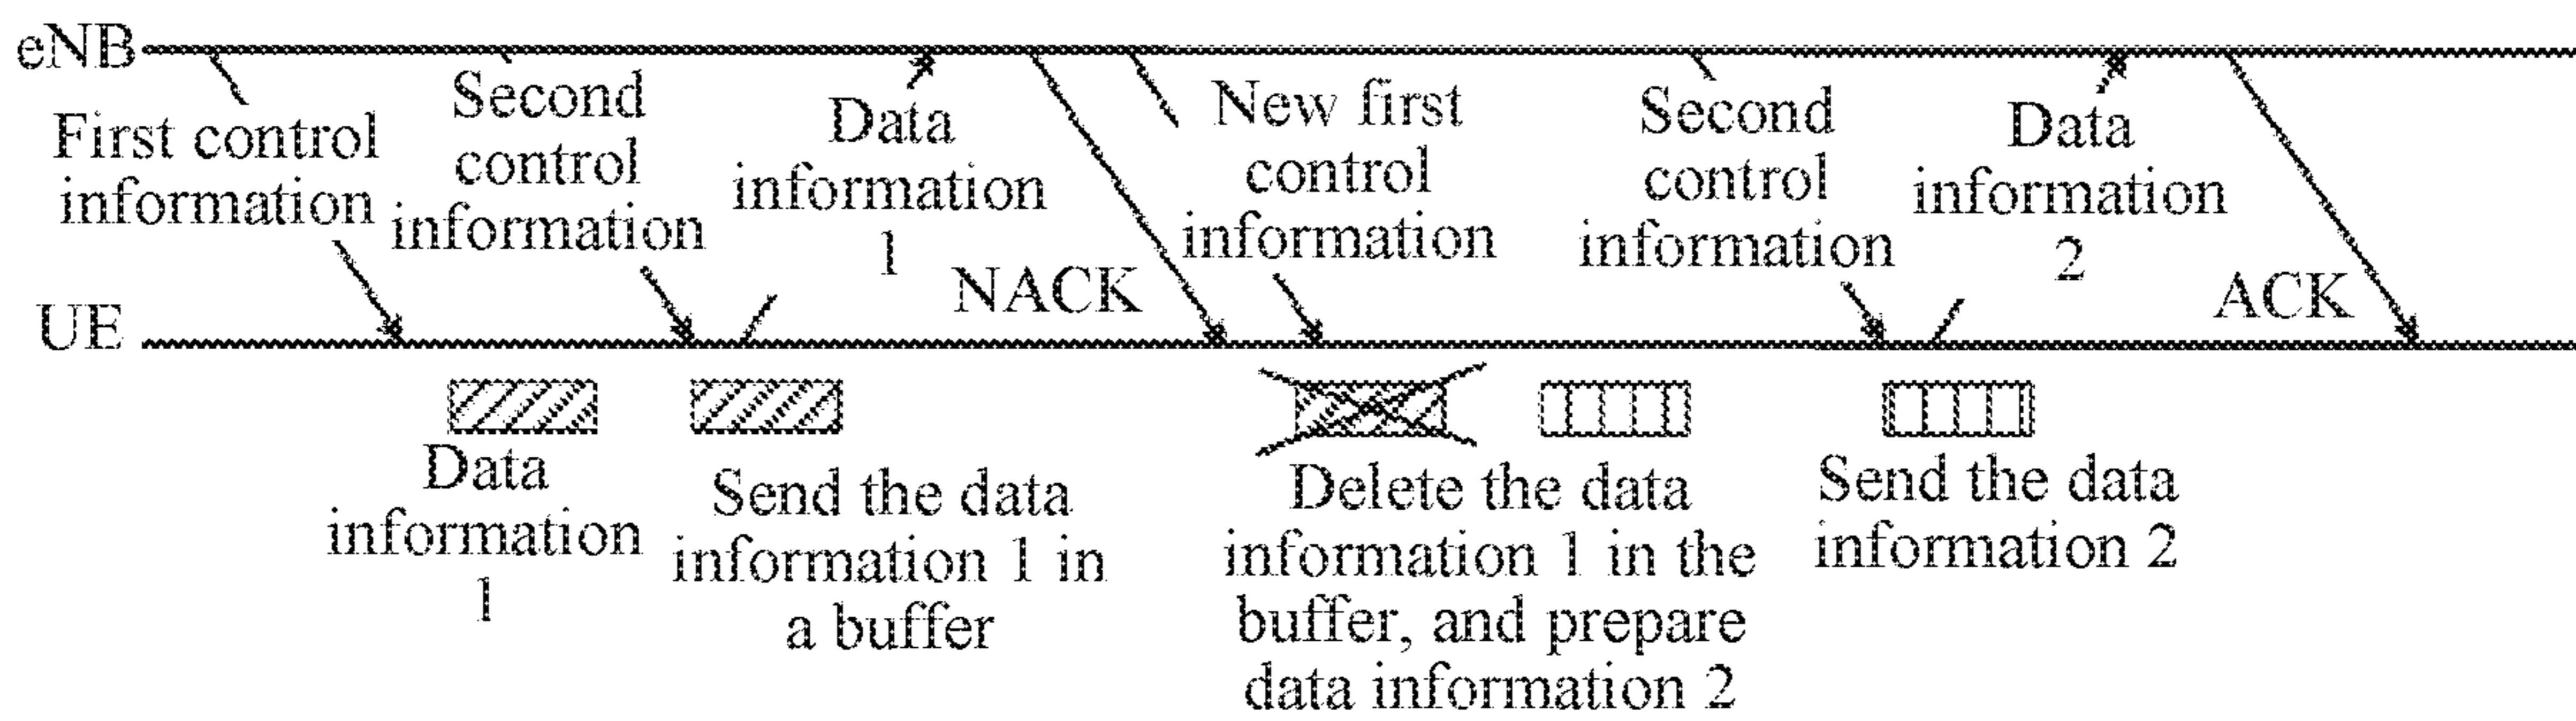 eNB
First control
information
Second
control
information
Data
information
1
NACK
New first
control
information
Second
control
information
Data
information
2
ACK
UE
Data
information
1
Send the data
information 1 in
a buffer
Delete the data
information 1 in the
buffer, and prepare
data information 2
Send the data
information 2